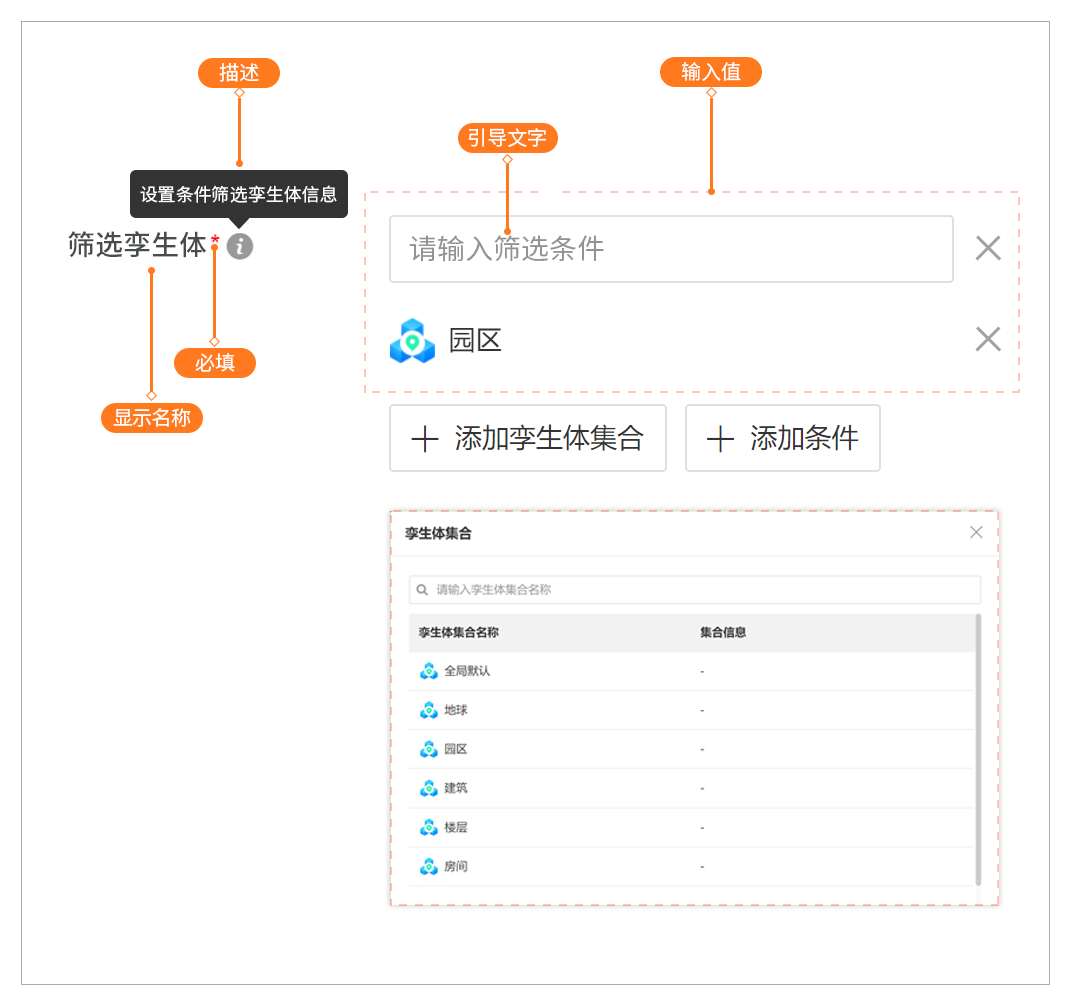 描述
输入值
引导文字
设置条件筛选孪生体信息
筛选孪生体*
请输入筛选条件
园区
必填
显示名称
添加孪生体集合
添加条件
孪生体集合
请输入孪生体集合名称
孪生体集合名称 集合信息
全局默认 -
地球 -
园区 -
建筑 -
楼层 -
房间 -